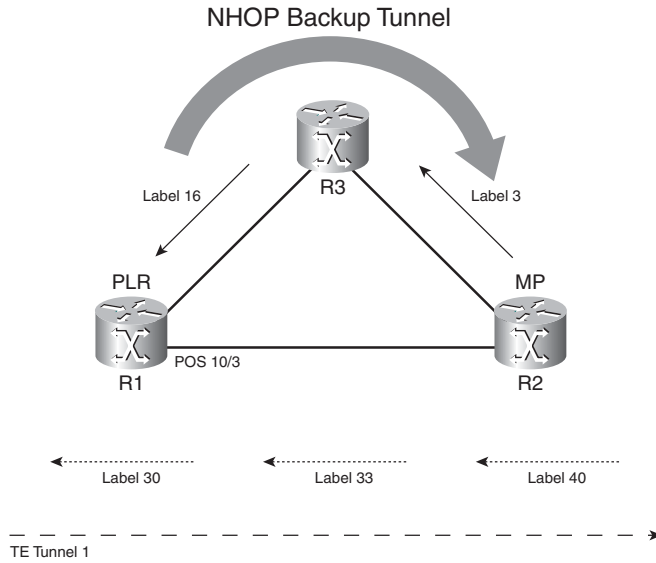 NHOP Backup Tunnel
R3
Label 16
Label 3
PLR
MP
POS 10/3
R1
R2
Label 30
Label 33
Label 40
TE Tunnel 1